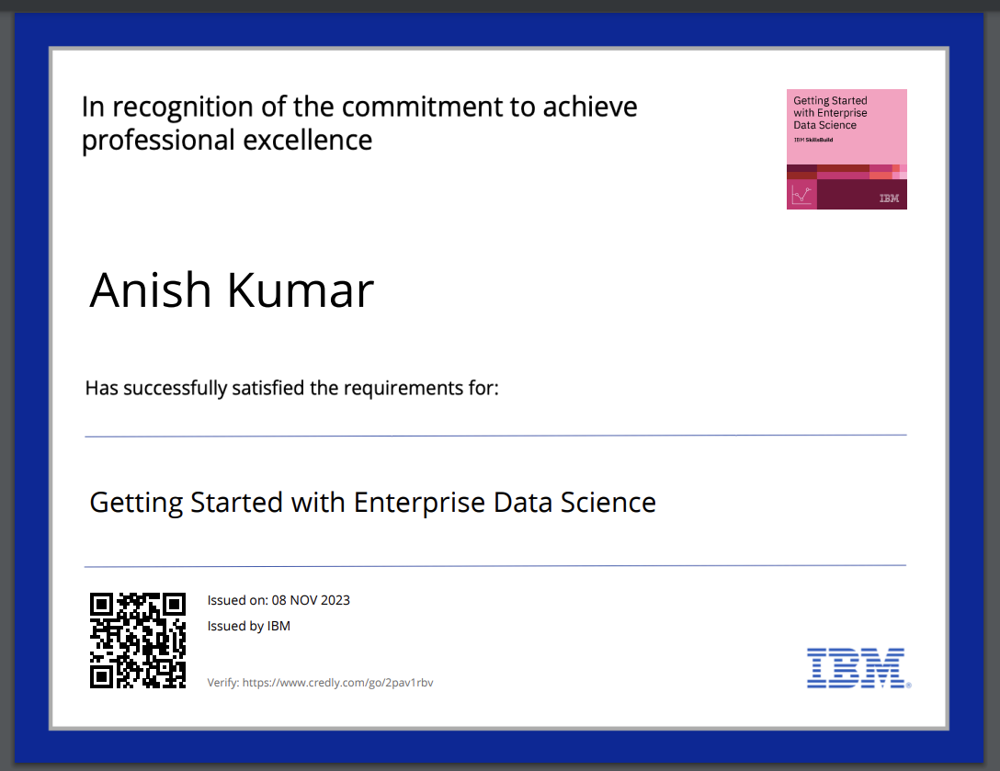 In recognition of the commitment to achieve
professional excellence
Getting Started
with Enterprise
Data Science
IBM SkillsBuild
IBM
Anish Kumar
Has successfully satisfied the requirements for:
Getting Started with Enterprise Data Science
Issued on: 08 NOV 2023
Issued by IBM
Verify: https://www.credly.com/go/2pav1rbv
IBM®